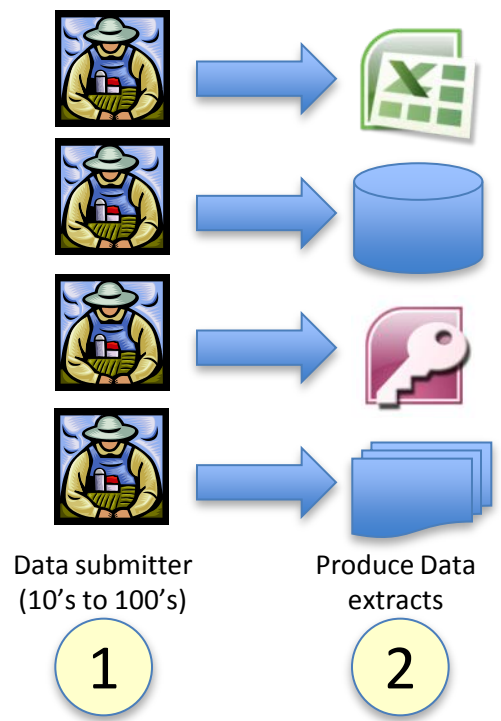 X
Data submitter
(10's to 100's)
Produce Data
extracts
1
2